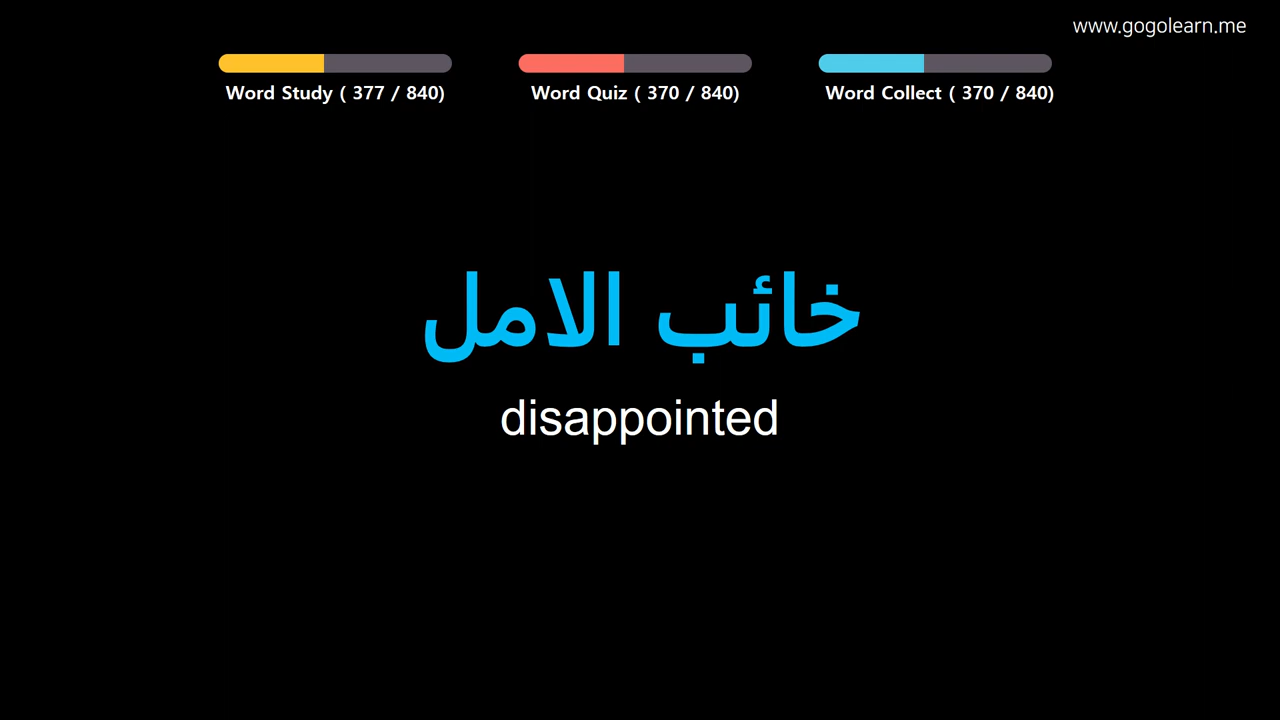 www.gogolearn.me
Word Study ( 377 / 840)
Word Quiz ( 370 / 840)
Word Collect ( 370 / 840)
خائب الامل
disappointed